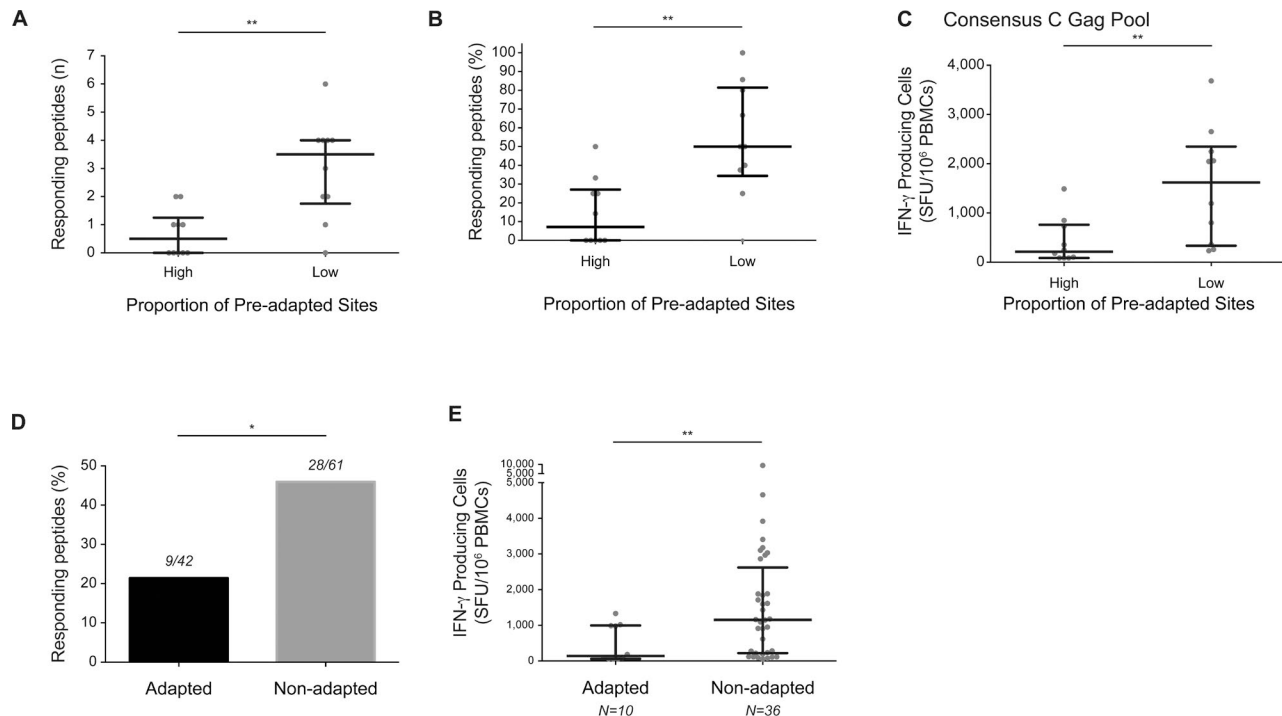 A
**
Responding peptides (n)
7
6
5
4
3
2
1
0
High
Low
Proportion of Pre-adapted Sites
B
**
Responding peptides (%)
100
90
80
70
60
50
40
30
20
10
0
High
Low
Proportion of Pre-adapted Sites
C Consensus C Gag Pool
**
IFN-γ Producing Cells
(SFU/10⁶ PBMCs)
4,000
3,000
2,000
1,000
0
High
Low
Proportion of Pre-adapted Sites
D
*
Responding peptides (%)
50
40
30
20
10
0
9/42
28/61
Adapted
Non-adapted
E
**
IFN-γ Producing Cells
(SFU/10⁶ PBMCs)
10,000
5,000
5,000
4,000
3,000
2,000
1,000
0
Adapted
Non-adapted
N=10
N=36